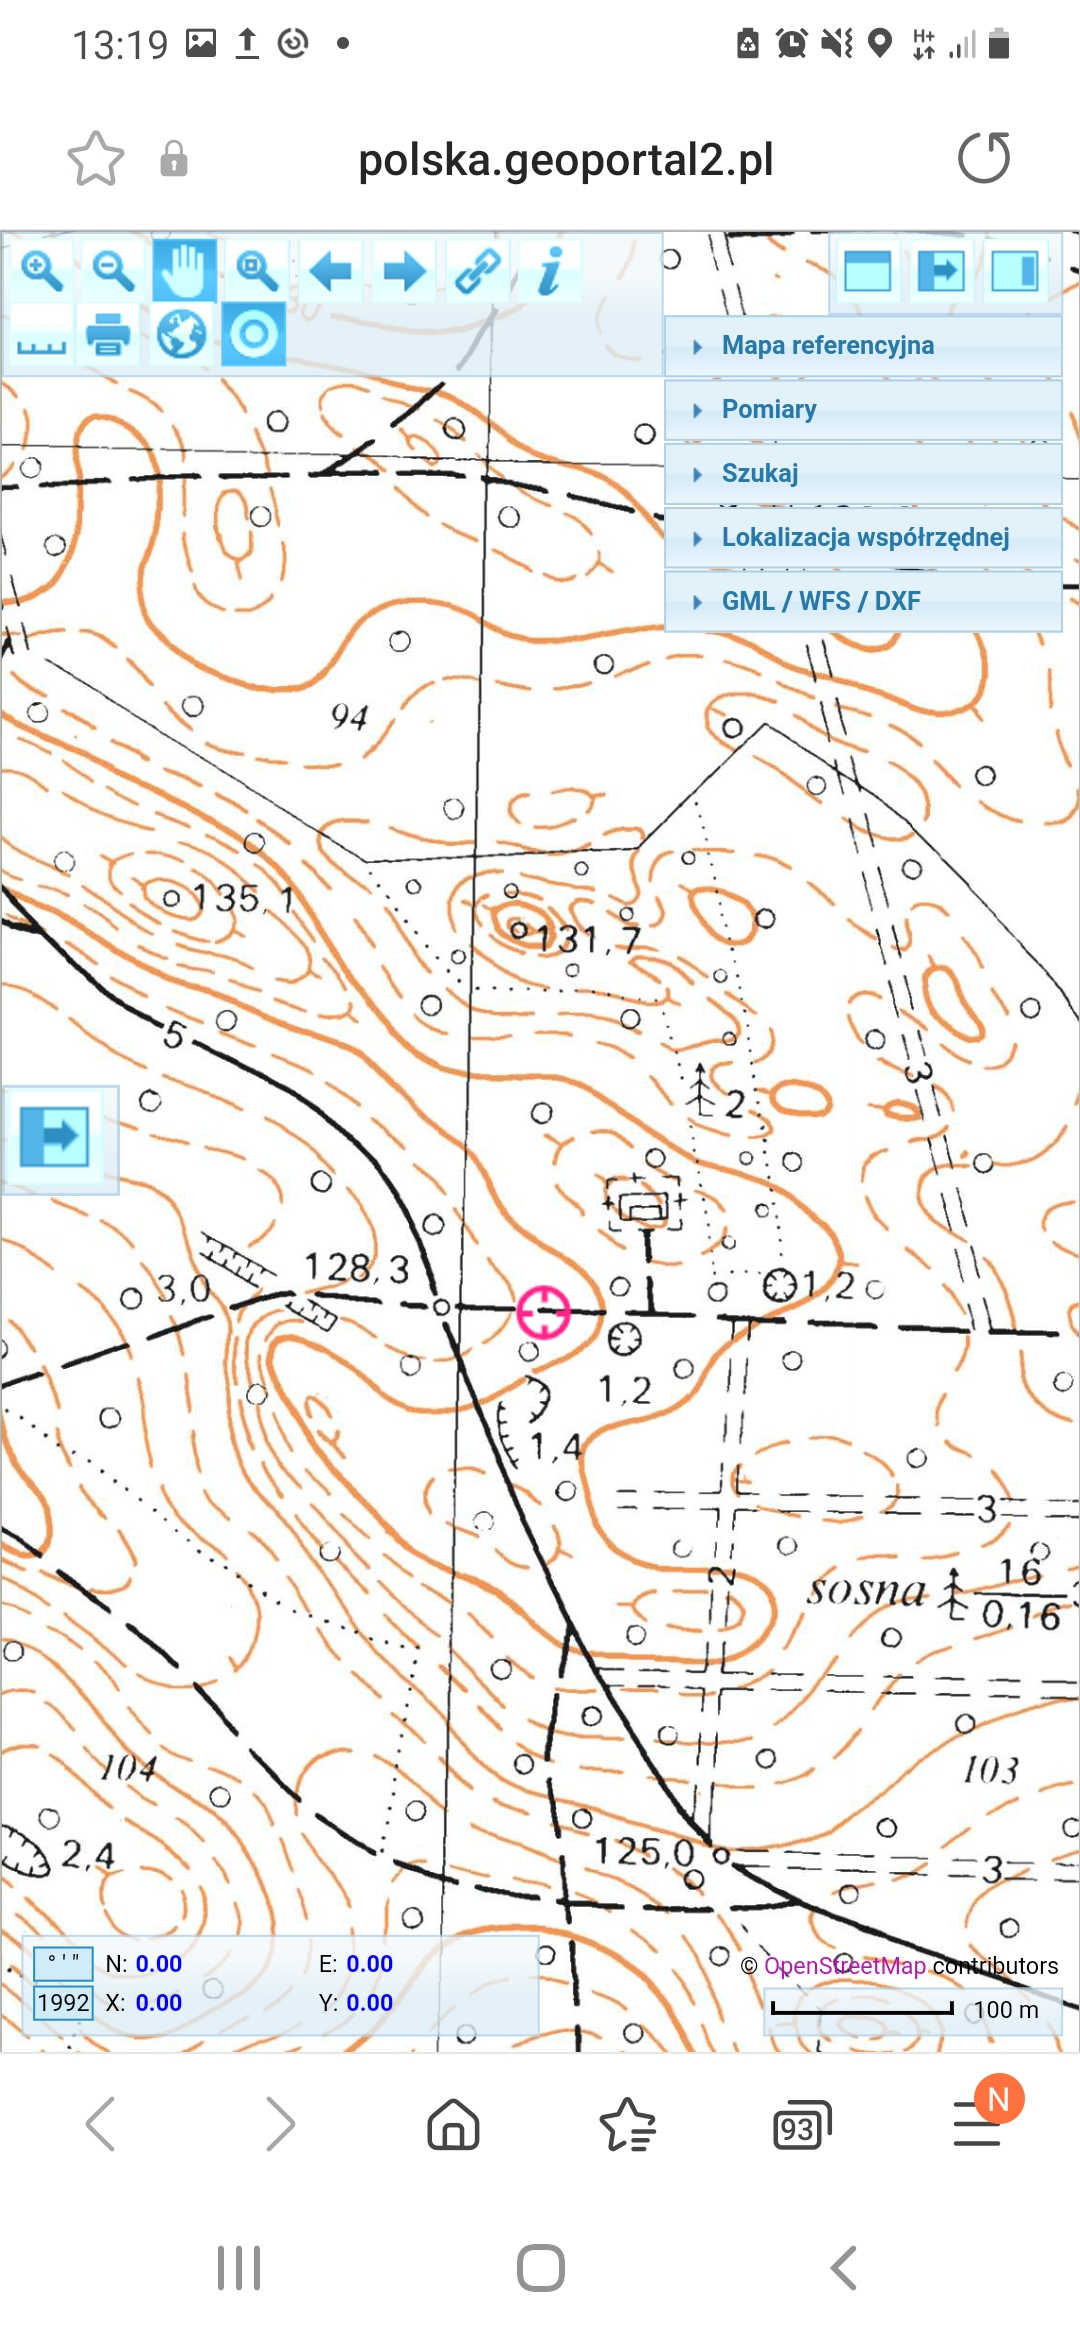 13:19
H+
polska.geoportal2.pl
Mapa referencyjna
Pomiary
Szukaj
Lokalizacja współrzędnej
GML / WFS / DXF
94
135,1
131,7
5
3
2
128,3
3,0
1,2
1,2
1,4
3
2
sosna 16
0,16
104
103
2,4
125,0
3
° ' " N: 0.00 E: 0.00
1992 X: 0.00 Y: 0.00
© OpenStreetMap contributors
100 m
N
93